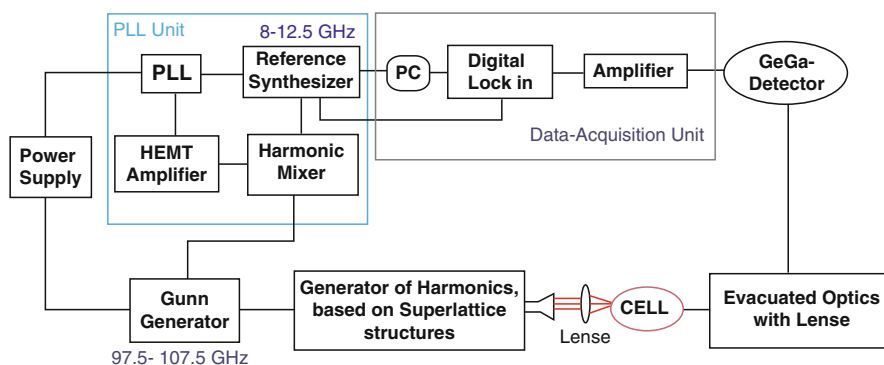 PLL Unit
8-12.5 GHz
PLL
Reference
Synthesizer
PC
Digital
Lock in
Amplifier
GeGa-
Detector
Data-Acquisition Unit
Power
Supply
HEMT
Amplifier
Harmonic
Mixer
Gunn
Generator
97.5- 107.5 GHz
Generator of Harmonics,
based on Superlattice
structures
Lense
CELL
Evacuated Optics
with Lense